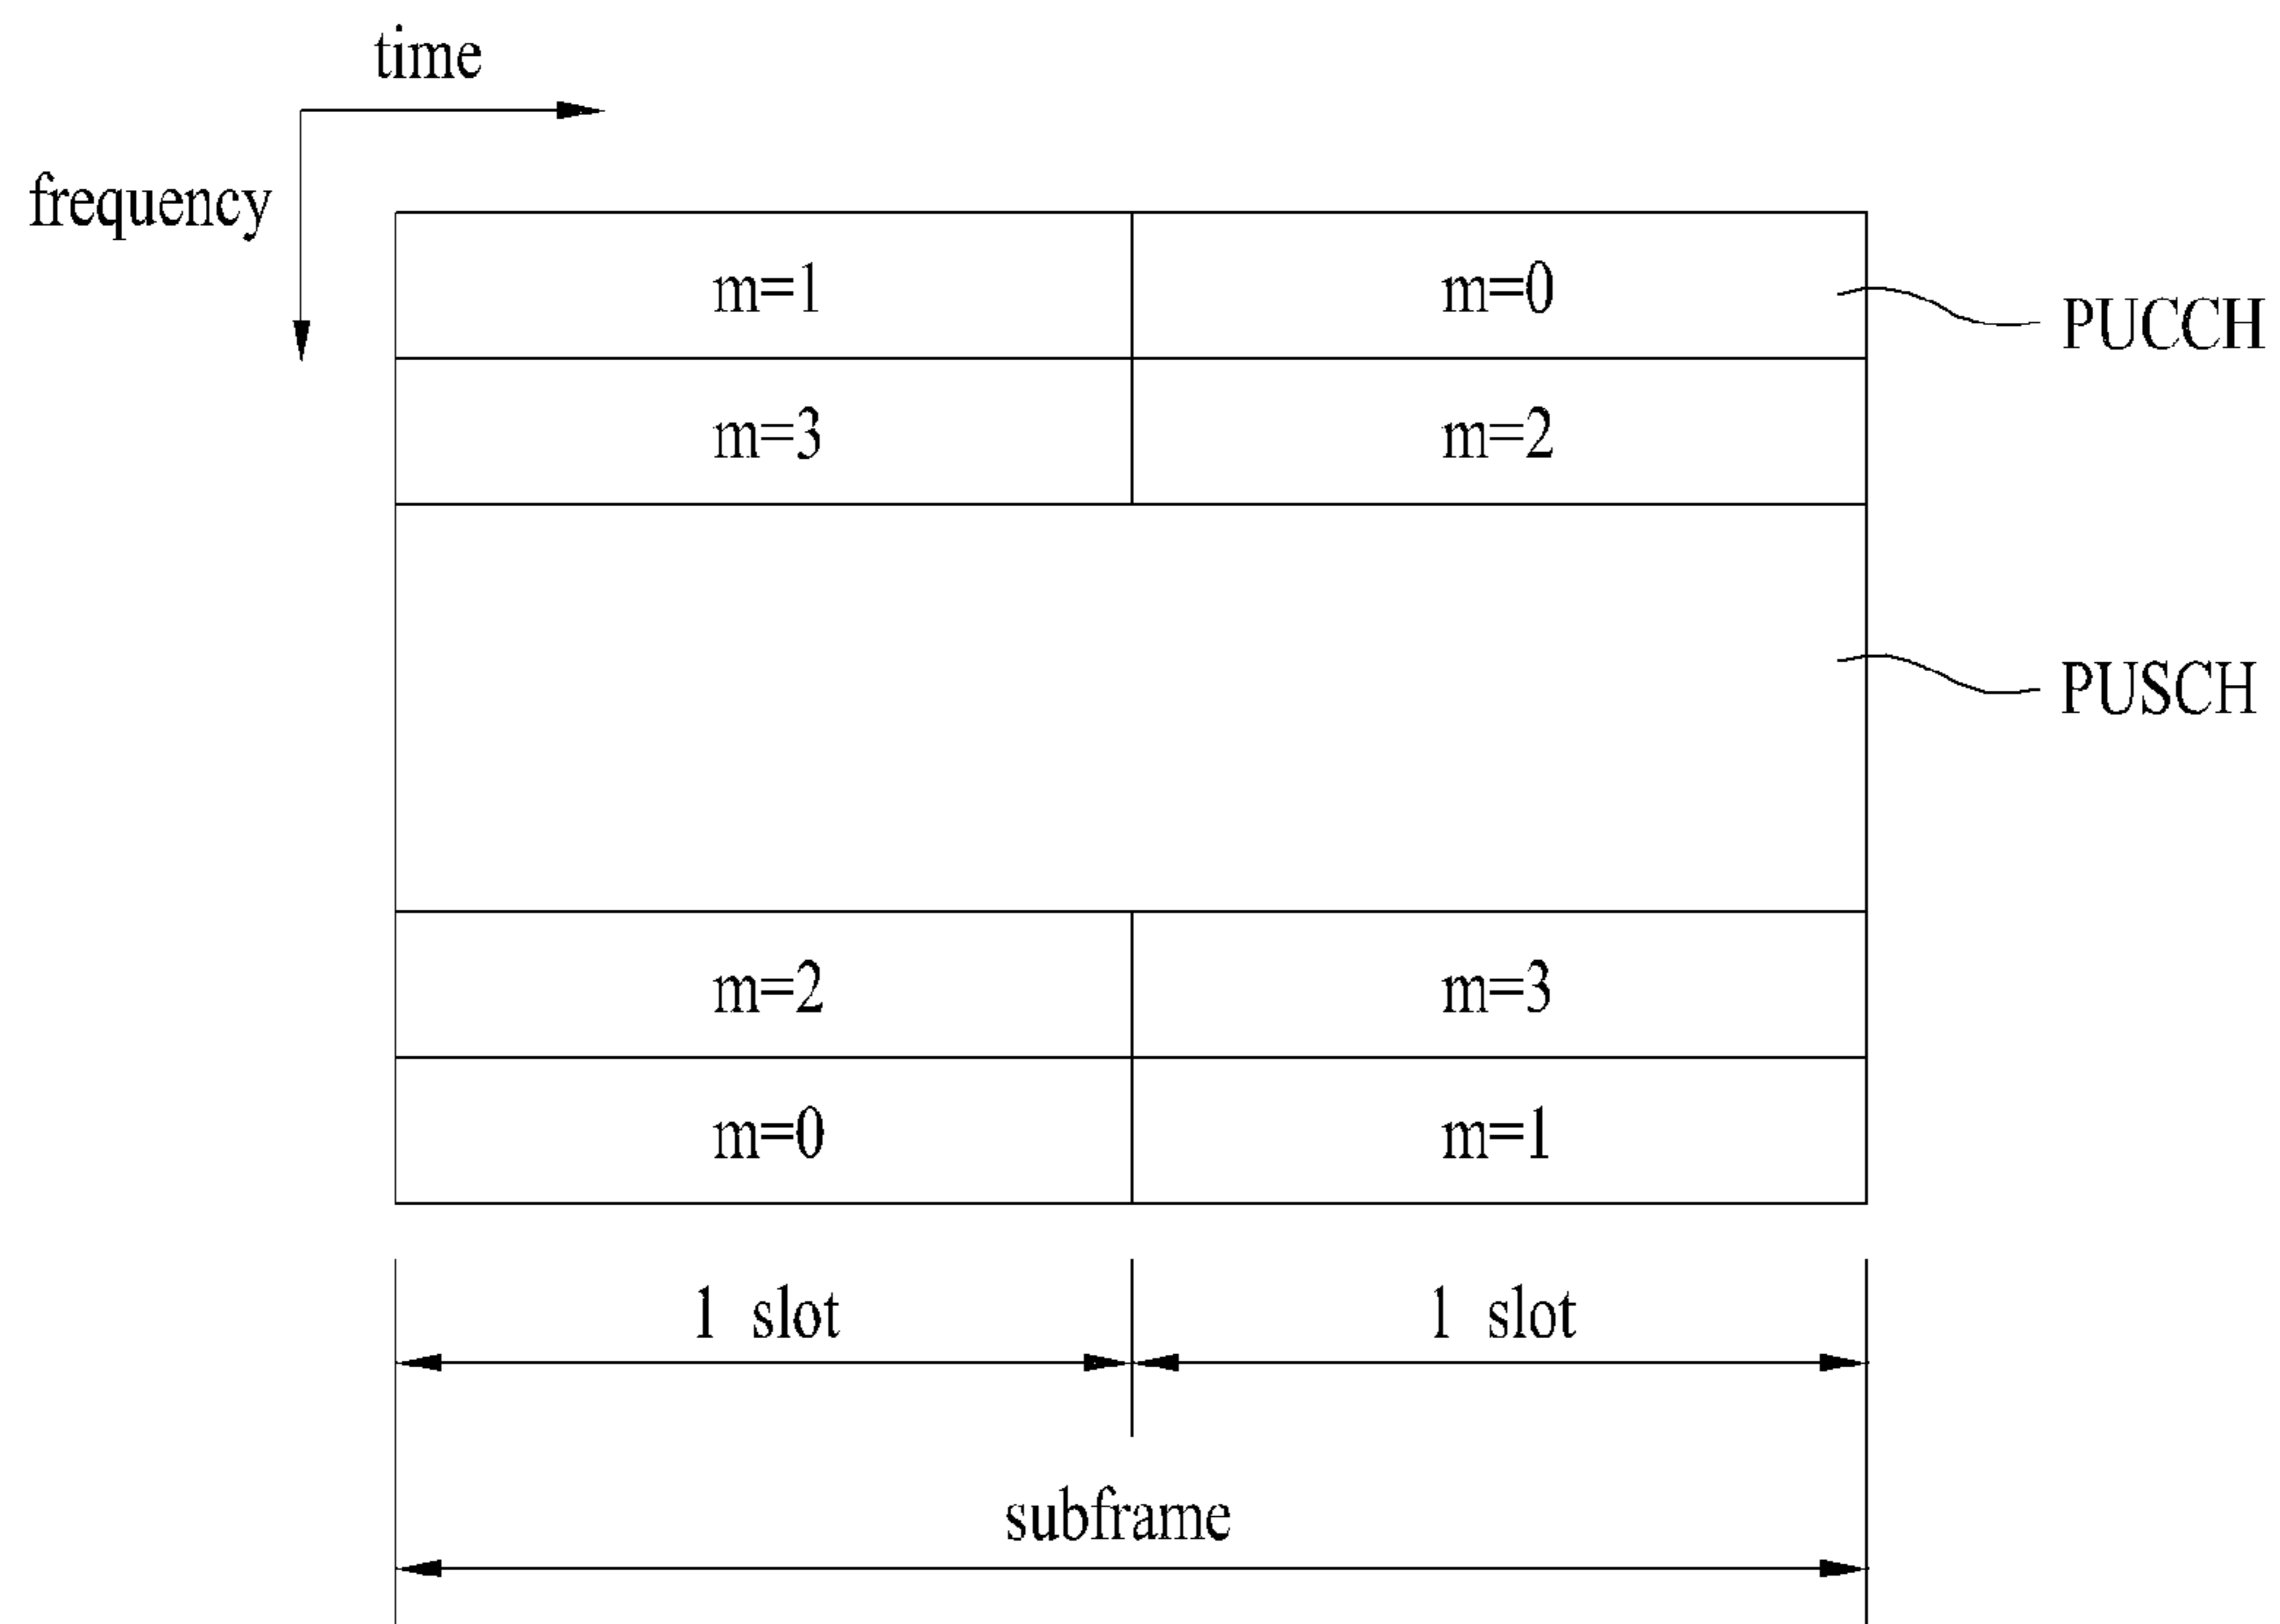 time
frequency
m=1
m=0
PUCCH
m=3
m=2
PUSCH
m=2
m=3
m=0
m=1
1 slot
1 slot
subframe